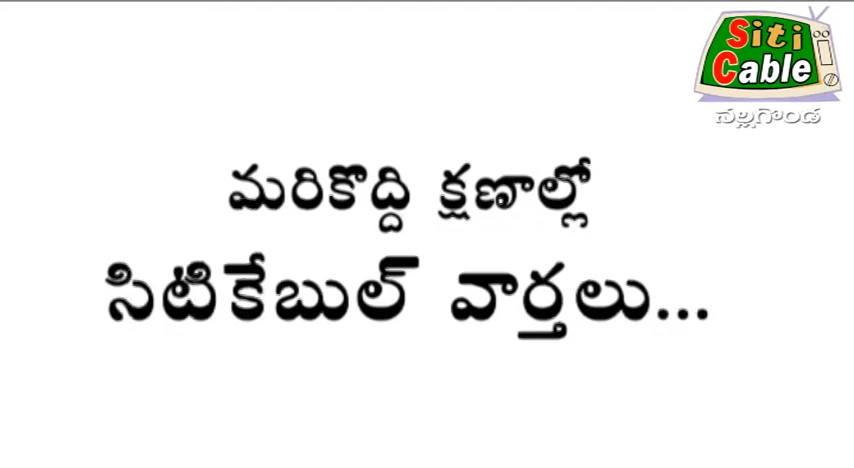 Siti
Cable
నల్లగొండ
మరికొద్ది క్షణాల్లో
సిటికేబుల్ వార్తలు...